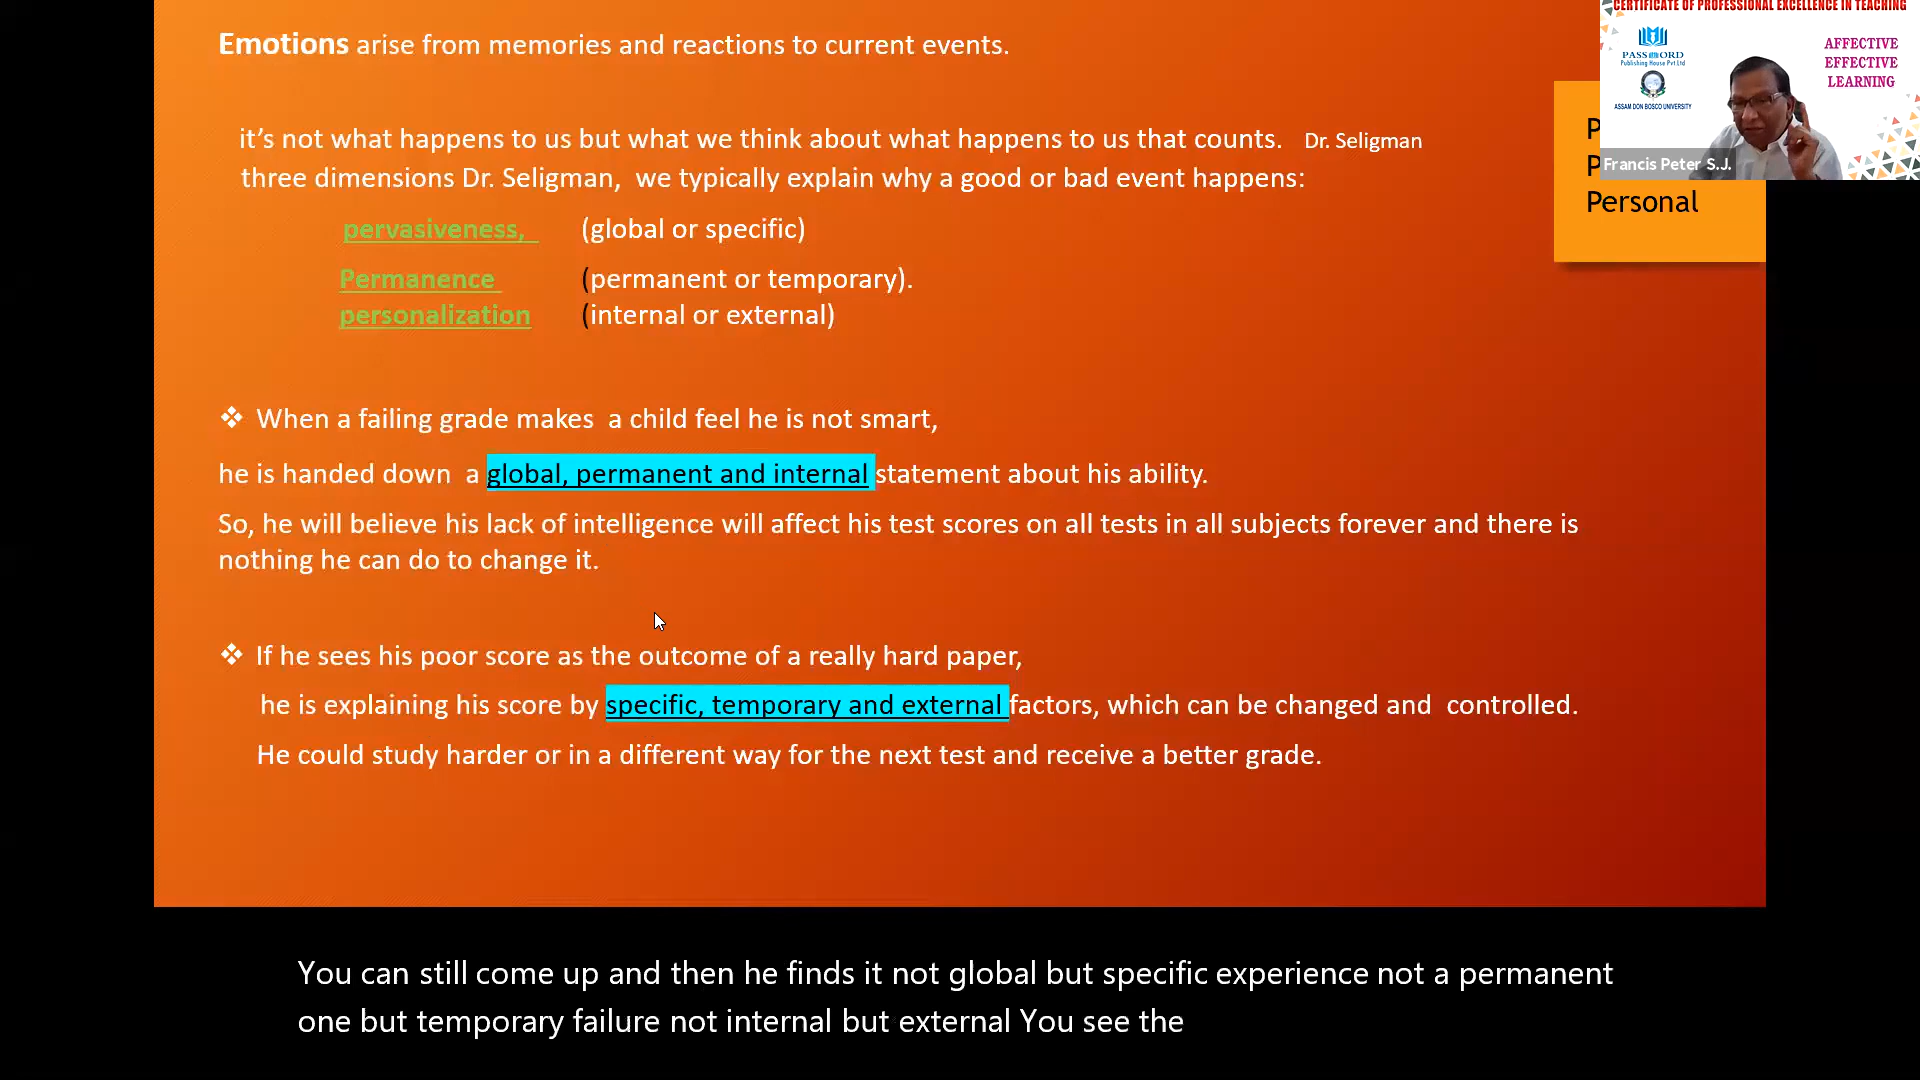 CERTIFICATE OF PROFESSIONAL EXCELLENCE IN TEACHING
PASSWORD
Publishing House Pvt Ltd
ASSAM DON BOSCO UNIVERSITY
AFFECTIVE
EFFECTIVE
LEARNING
Francis Peter S.J.
Emotions arise from memories and reactions to current events.
it’s not what happens to us but what we think about what happens to us that counts. Dr. Seligman
three dimensions Dr. Seligman, we typically explain why a good or bad event happens:
pervasiveness, (global or specific)
Permanence (permanent or temporary).
personalization (internal or external)
P
P
Personal
❖ When a failing grade makes a child feel he is not smart,
he is handed down a global, permanent and internal statement about his ability.
So, he will believe his lack of intelligence will affect his test scores on all tests in all subjects forever and there is
nothing he can do to change it.
❖ If he sees his poor score as the outcome of a really hard paper,
he is explaining his score by specific, temporary and external factors, which can be changed and controlled.
He could study harder or in a different way for the next test and receive a better grade.
You can still come up and then he finds it not global but specific experience not a permanent
one but temporary failure not internal but external You see the